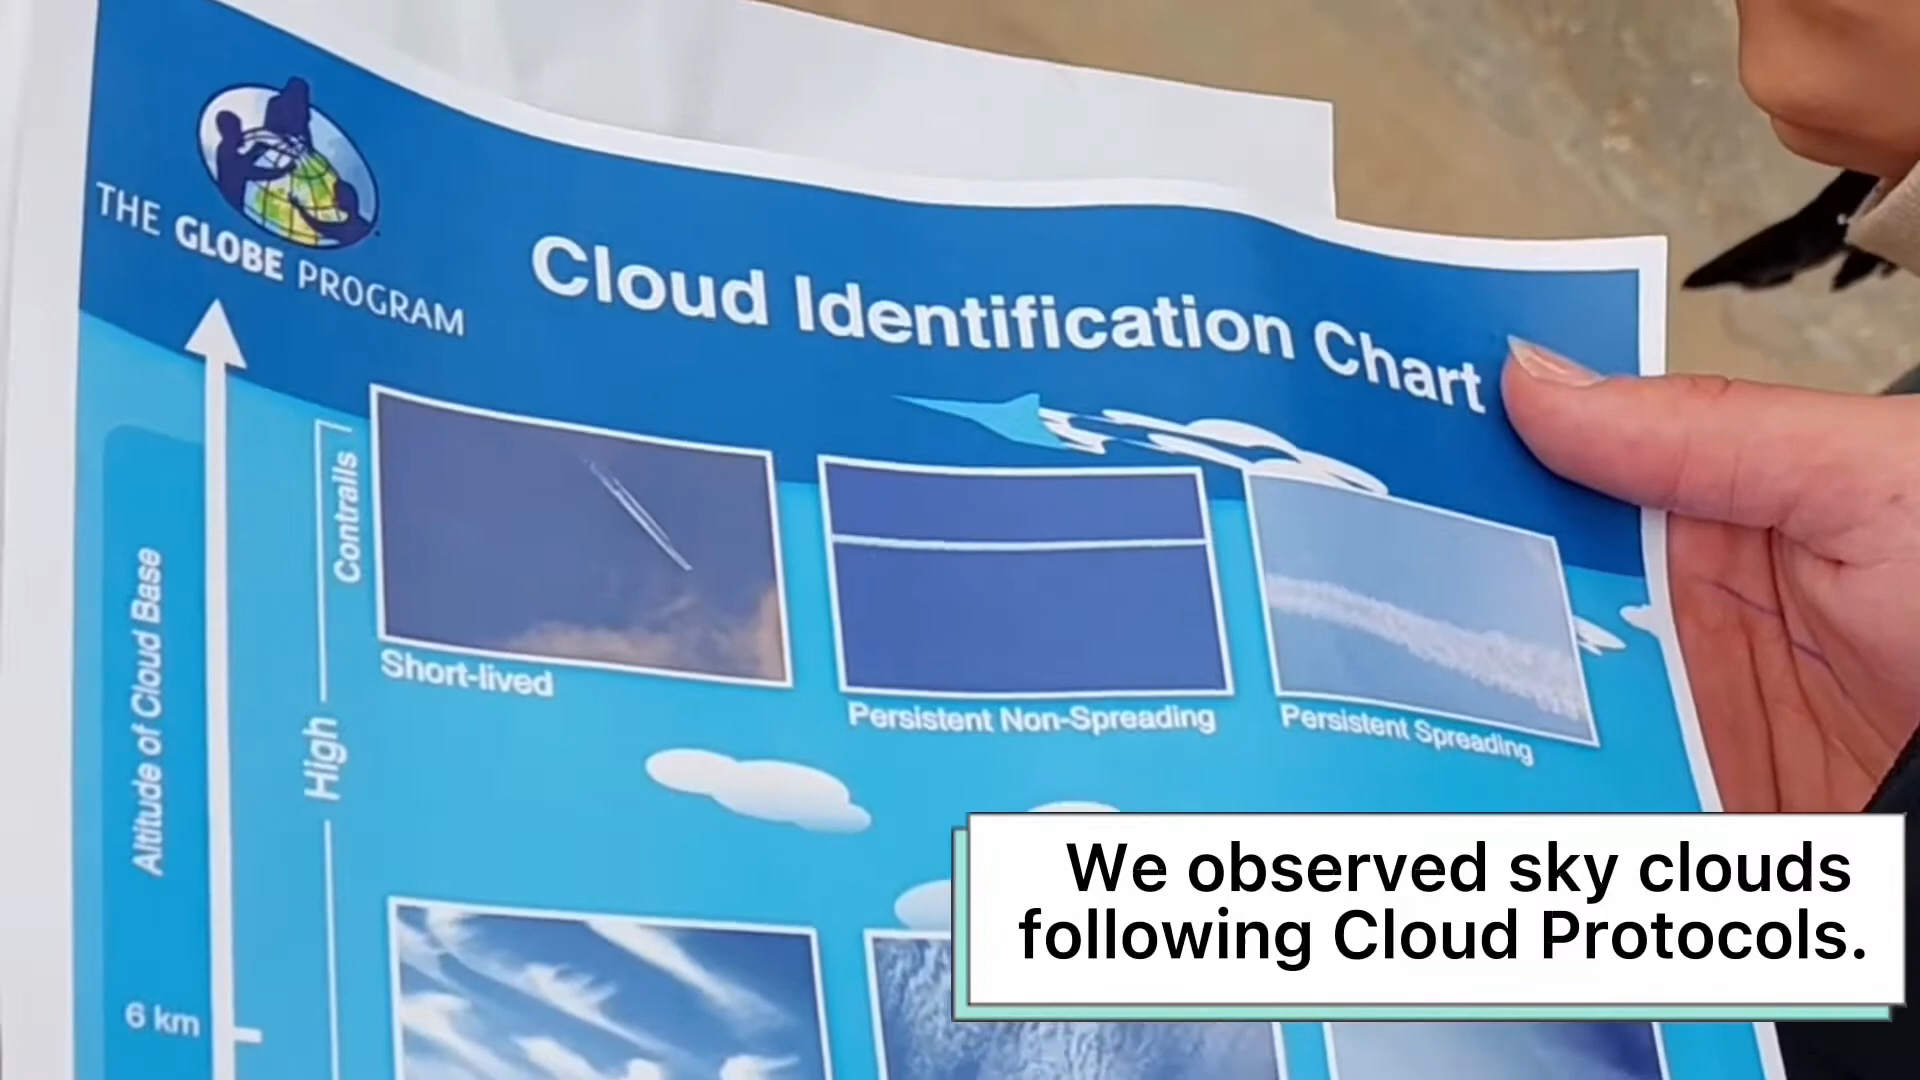 THE GLOBE PROGRAM
Cloud Identification Chart
Contrails
Short-lived
Persistent Non-Spreading
Persistent Spreading
Altitude of Cloud Base
High
6 km
We observed sky clouds
following Cloud Protocols.